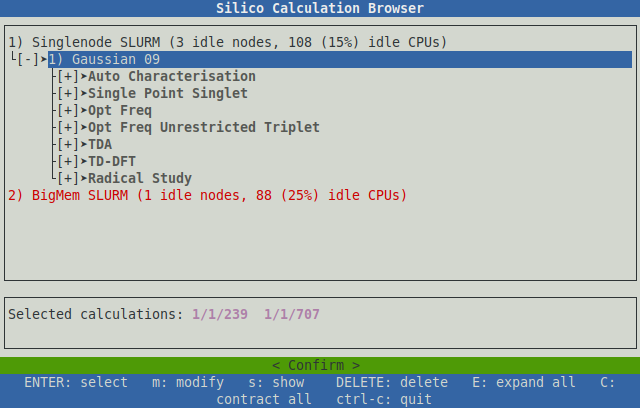 Silico Calculation Browser
1) Singlenode SLURM (3 idle nodes, 108 (15%) idle CPUs)
[-]➤1) Gaussian 09
[+]➤Auto Characterisation
[+]➤Single Point Singlet
[+]➤Opt Freq
[+]➤Opt Freq Unrestricted Triplet
[+]➤TDA
[+]➤TD-DFT
[+]➤Radical Study
2) BigMem SLURM (1 idle nodes, 88 (25%) idle CPUs)
Selected calculations: 1/1/239  1/1/707
< Confirm >
ENTER: select   m: modify   s: show    DELETE: delete   E: expand all   C:
contract all   ctrl-c: quit